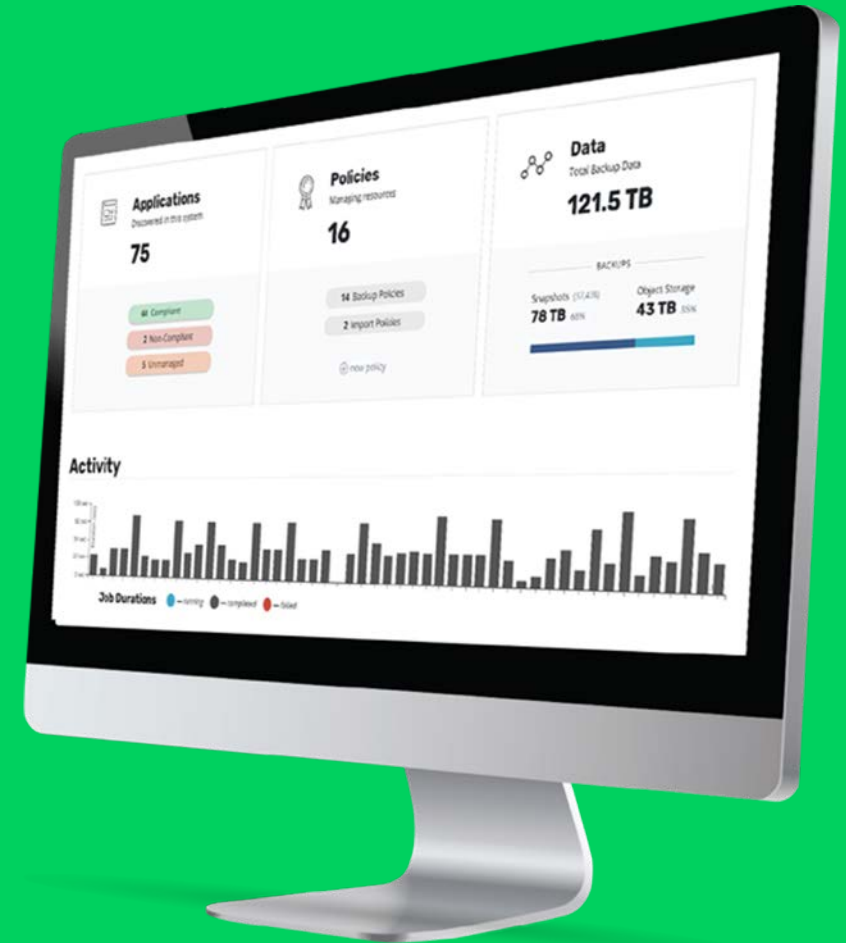 Applications
Discovered in this system
75
Compliant
2 Non-Compliant
5 Unmanaged
Policies
Managing resources
16
14 Backup Policies
2 Import Policies
new policy
Data
Total Backup Data
121.5 TB
BACKUPS
Snapshots
78 TB
Object Storage
43 TB 35%
Activity
Job Durations — running — completed — failed